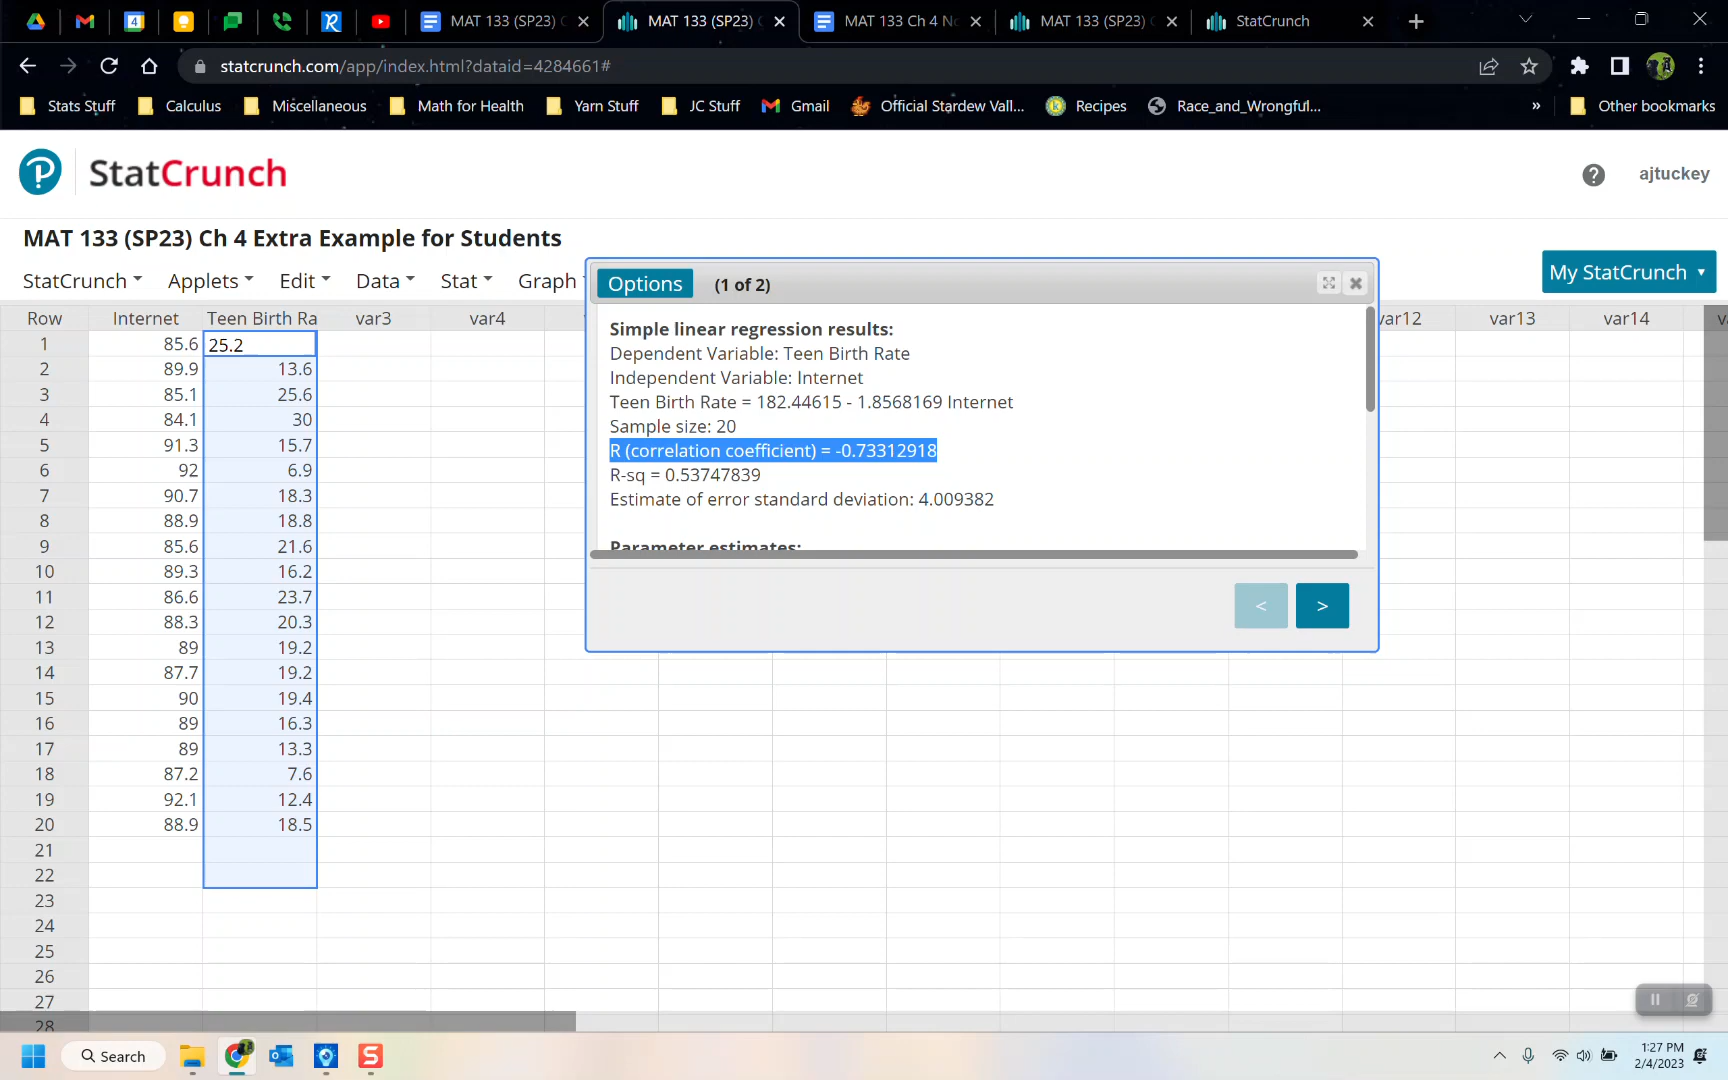 MAT 133 (SP23)
MAT 133 (SP23)
MAT 133 Ch 4 N
MAT 133 (SP23)
StatCrunch
statcrunch.com/app/index.html?dataid=4284661#
Stats Stuff Calculus Miscellaneous Math for Health Yarn Stuff JC Stuff Gmail Official Stardew Vall... Recipes Race_and_Wrongful... » Other bookmarks
StatCrunch
? ajtuckey
MAT 133 (SP23) Ch 4 Extra Example for Students
StatCrunch Applets Edit Data Stat Graph
My StatCrunch
Options (1 of 2)
Simple linear regression results:
Dependent Variable: Teen Birth Rate
Independent Variable: Internet
Teen Birth Rate = 182.44615 - 1.8568169 Internet
Sample size: 20
R (correlation coefficient) = -0.73312918
R-sq = 0.53747839
Estimate of error standard deviation: 4.009382
Parameter estimates:
< >
Row Internet Teen Birth Ra var3 var4 var12 var13 var14
1 85.6 25.2
2 89.9 13.6
3 85.1 25.6
4 84.1 30
5 91.3 15.7
6 92 6.9
7 90.7 18.3
8 88.9 18.8
9 85.6 21.6
10 89.3 16.2
11 86.6 23.7
12 88.3 20.3
13 89 19.2
14 87.7 19.2
15 90 19.4
16 89 16.3
17 89 13.3
18 87.2 7.6
19 92.1 12.4
20 88.9 18.5
21
22
23
24
25
26
27
28
Search
1:27 PM
2/4/2023